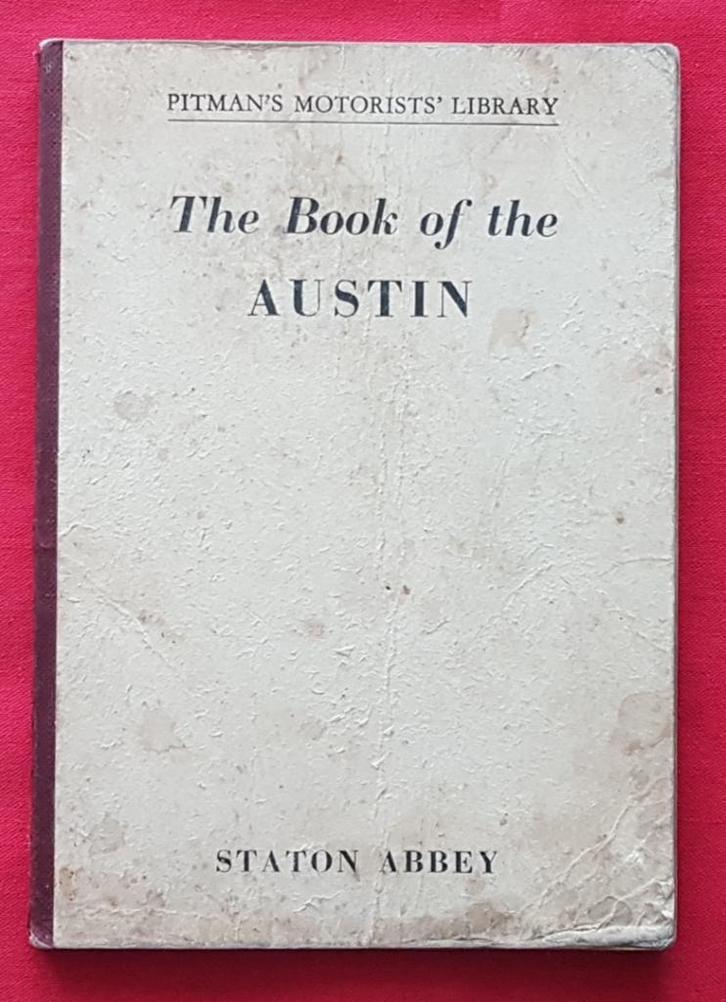 PITMAN'S MOTORISTS' LIBRARY
The Book of the
AUSTIN
STATON ABBEY